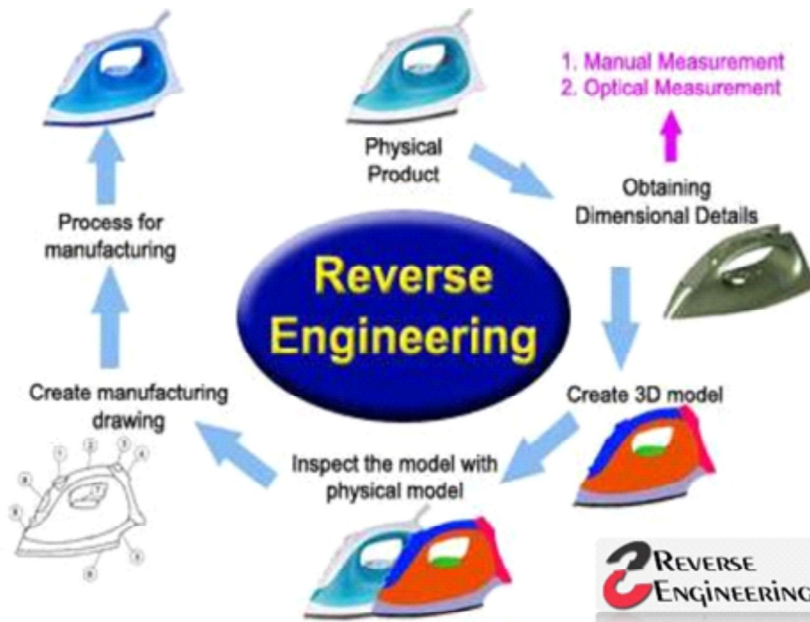 1. Manual Measurement
2. Optical Measurement
Physical
Product
Obtaining
Dimensional Details
Process for
manufacturing
Reverse
Engineering
Create manufacturing
drawing
Create 3D model
Inspect the model with
physical model
REVERSE
ENGINEERING